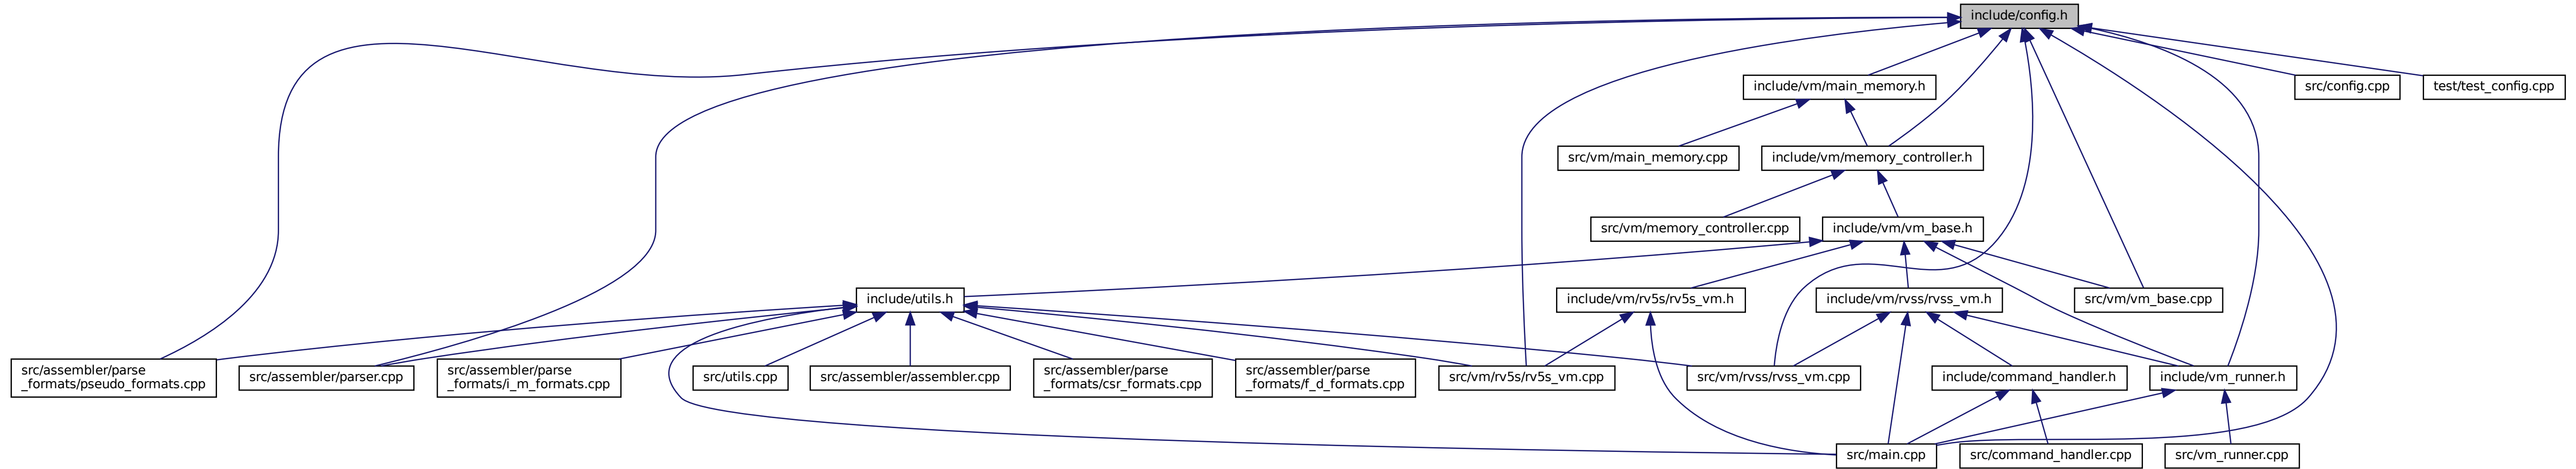 include/config.h
include/vm/main_memory.h
src/config.cpp
test/test_config.cpp
src/vm/main_memory.cpp
include/vm/memory_controller.h
src/vm/memory_controller.cpp
include/vm/vm_base.h
include/utils.h
include/vm/rv5s/rv5s_vm.h
include/vm/rvss/rvss_vm.h
src/vm/vm_base.cpp
src/assembler/parse
_formats/pseudo_formats.cpp
src/assembler/parser.cpp
src/assembler/parse
_formats/i_m_formats.cpp
src/utils.cpp
src/assembler/assembler.cpp
src/assembler/parse
_formats/csr_formats.cpp
src/assembler/parse
_formats/f_d_formats.cpp
src/vm/rv5s/rv5s_vm.cpp
src/vm/rvss/rvss_vm.cpp
include/command_handler.h
include/vm_runner.h
src/main.cpp
src/command_handler.cpp
src/vm_runner.cpp